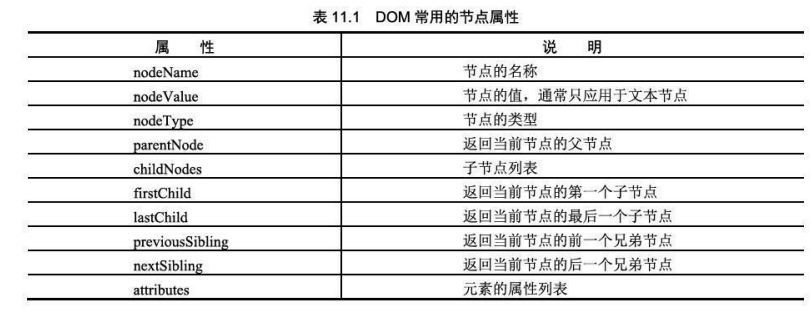 表 11.1 DOM 常用的节点属性
属 性 说 明
nodeName 节点的名称
nodeValue 节点的值，通常只应用于文本节点
nodeType 节点的类型
parentNode 返回当前节点的父节点
childNodes 子节点列表
firstChild 返回当前节点的第一个子节点
lastChild 返回当前节点的最后一个子节点
previousSibling 返回当前节点的前一个兄弟节点
nextSibling 返回当前节点的后一个兄弟节点
attributes 元素的属性列表